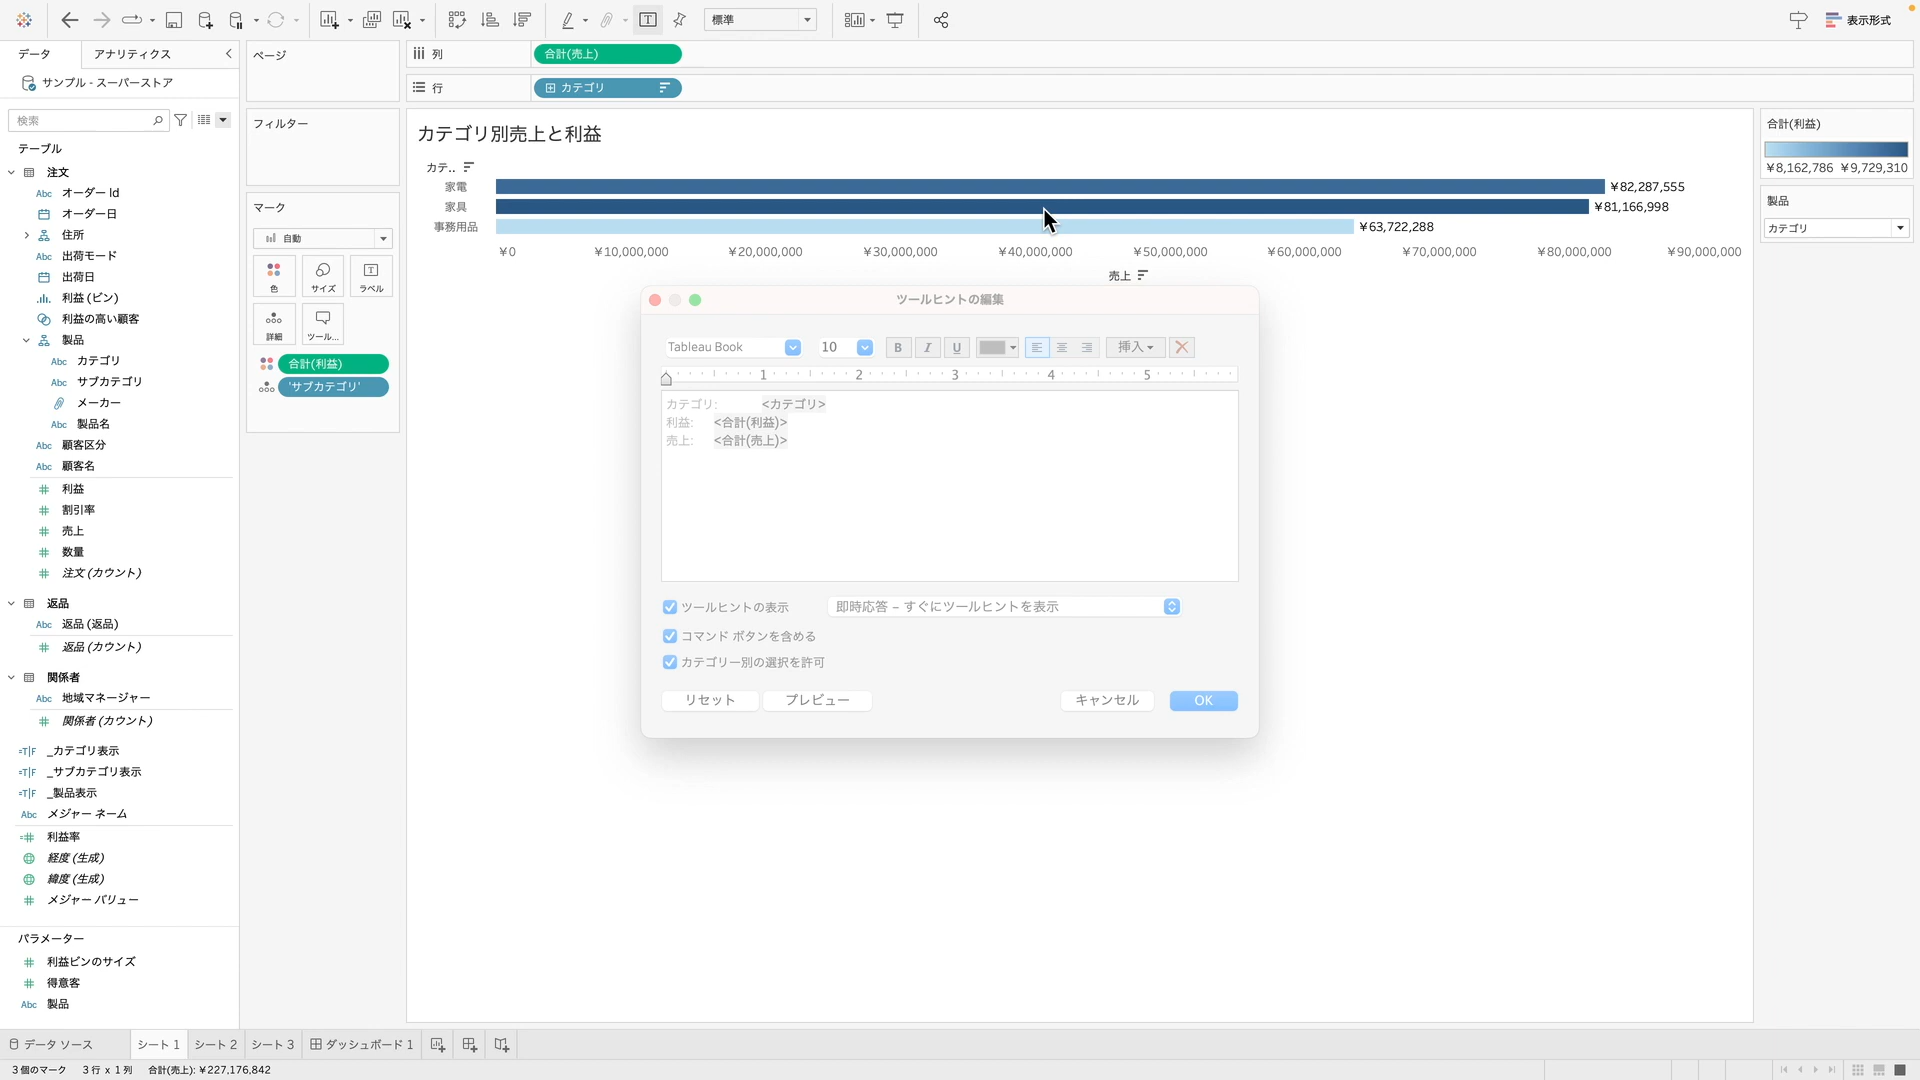 標準
表示形式
データ
アナリティクス
サンプル - スーパーストア
検索
テーブル
注文
Abc オーダー Id
オーダー日
住所
Abc 出荷モード
出荷日
利益 (ビン)
利益の高い顧客
製品
Abc カテゴリ
Abc サブカテゴリ
メーカー
Abc 製品名
Abc 顧客区分
Abc 顧客名
利益
割引率
売上
数量
注文 (カウント)
返品
Abc 返品 (返品)
返品 (カウント)
関係者
Abc 地域マネージャー
関係者 (カウント)
=T|F _カテゴリ表示
=T|F _サブカテゴリ表示
=T|F _製品表示
Abc メジャー ネーム
利益率
経度 (生成)
緯度 (生成)
メジャー バリュー
パラメーター
利益ビンのサイズ
得意客
Abc 製品
ページ
フィルター
マーク
自動
色
サイズ
ラベル
詳細
ツール...
合計(利益)
'サブカテゴリ'
列
合計(売上)
行
カテゴリ
カテゴリ別売上と利益
カテ..
家電 ¥82,287,555
家具 ¥81,166,998
事務用品 ¥63,722,288
¥0 ¥10,000,000 ¥20,000,000 ¥30,000,000 ¥40,000,000 ¥50,000,000 ¥60,000,000 ¥70,000,000 ¥80,000,000 ¥90,000,000
売上
合計(利益)
¥8,162,786 ¥9,729,310
製品
カテゴリ
ツールヒントの編集
Tableau Book 10 B I U 挿入
1 2 3 4 5
カテゴリ: <カテゴリ>
利益: <合計(利益)>
売上: <合計(売上)>
ツールヒントの表示 即時応答 – すぐにツールヒントを表示
コマンド ボタンを含める
カテゴリー別の選択を許可
リセット プレビュー キャンセル OK
データ ソース シート 1 シート 2 シート 3 ダッシュボード 1
3 個のマーク 3 行 x 1 列 合計(売上): ¥227,176,842